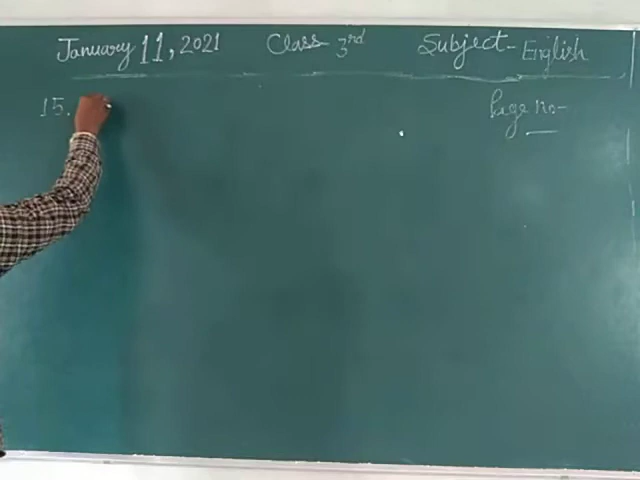 January 11, 2021 Class 3rd Subject- English
15. Page no-